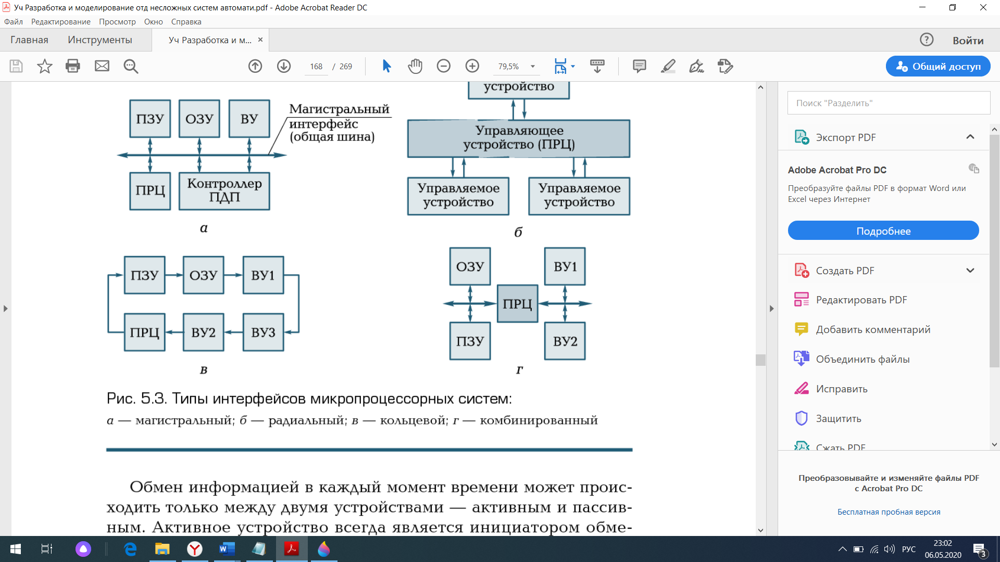 Уч Разработка и моделирование отд несложных систем автомати.pdf - Adobe Acrobat Reader DC
Файл Редактирование Просмотр Окно Справка
Главная Инструменты Уч Разработка и м... × Войти
168 / 269 79,5% Общий доступ
устройство
ПЗУ ОЗУ ВУ
Магистральный
интерфейс
(общая шина)
ПРЦ
Контроллер
ПДП
а
Управляющее
устройство (ПРЦ)
Управляемое
устройство
Управляемое
устройство
б
ПЗУ ОЗУ ВУ1
ПРЦ ВУ2 ВУ3
в
ОЗУ ВУ1
ПРЦ
ПЗУ ВУ2
г
Рис. 5.3. Типы интерфейсов микропроцессорных систем:
а — магистральный; б — радиальный; в — кольцевой; г — комбинированный
Обмен информацией в каждый момент времени может проис-
ходить только между двумя устройствами — активным и пассив-
ным. Активное устройство всегда является инициатором обме-
Поиск "Разделить"
Экспорт PDF
Adobe Acrobat Pro DC
Преобразуйте файлы PDF в формат Word или
Excel через Интернет
Подробнее
Создать PDF
Редактировать PDF
Добавить комментарий
Объединить файлы
Исправить
Защитить
Сжать PDF
Преобразовывайте и изменяйте файлы PDF
с Acrobat Pro DC
Бесплатная пробная версия
РУС
23:02
06.05.2020
3